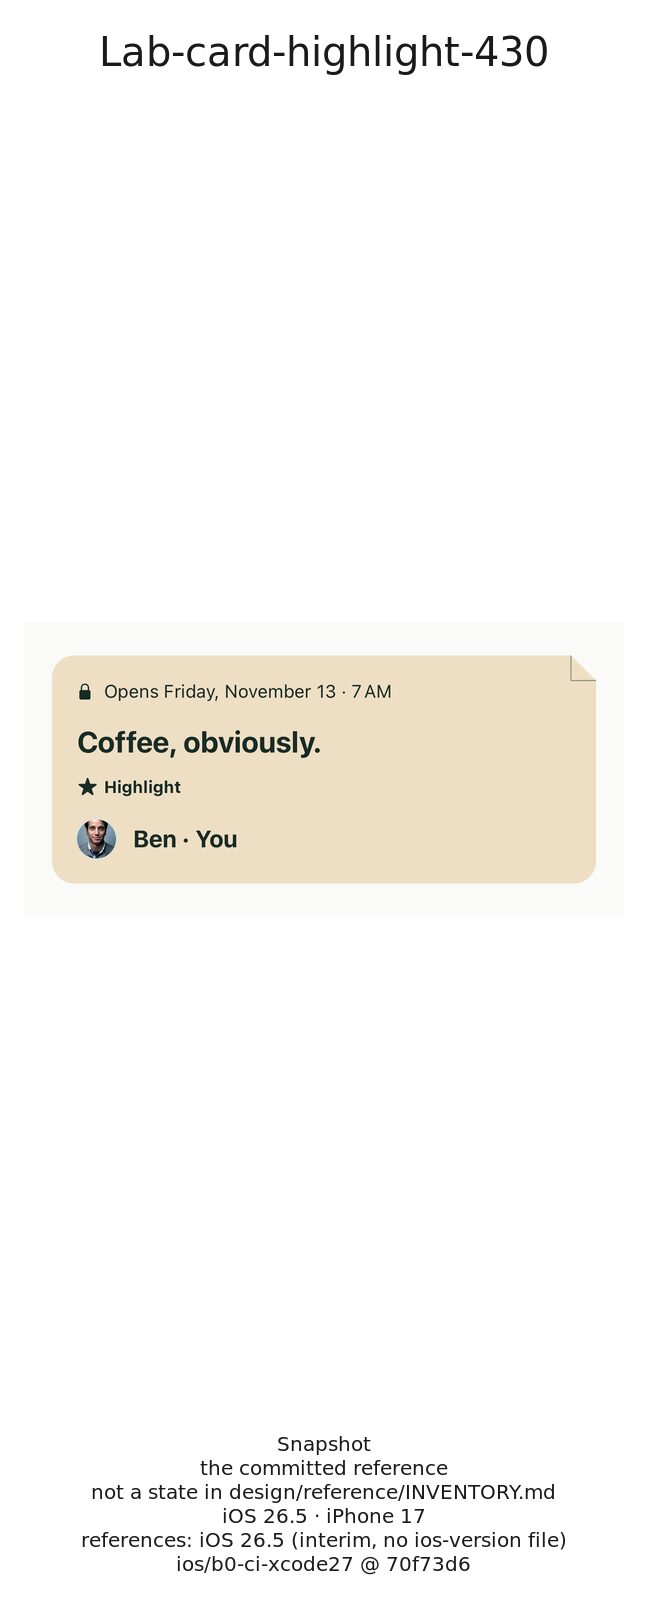 Lab-card-highlight-430
Opens Friday, November 13 · 7 AM
Coffee, obviously.
Highlight
Ben · You
Snapshot
the committed reference
not a state in design/reference/INVENTORY.md
iOS 26.5 · iPhone 17
references: iOS 26.5 (interim, no ios-version file)
ios/b0-ci-xcode27 @ 70f73d6